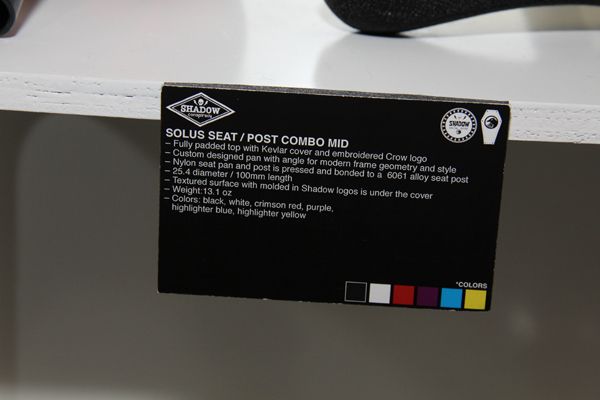 SHADOW
conspiracy
SHADOW
SOLUS SEAT / POST COMBO MID
– Fully padded top with Kevlar cover and embroidered Crow logo
– Custom designed pan with angle for modern frame geometry and style
– Nylon seat pan and post is pressed and bonded to a 6061 alloy seat post
– 25.4 diameter / 100mm length
– Textured surface with molded in Shadow logos is under the cover
– Weight:13.1 oz
– Colors: black, white, crimson red, purple,
highlighter blue, highlighter yellow
*COLORS